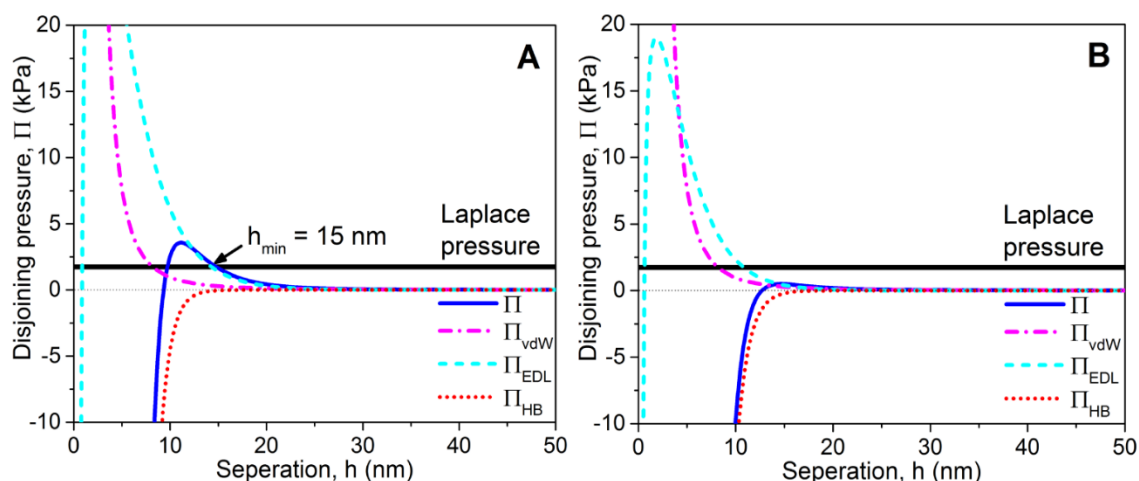 A
Disjoining pressure, Π (kPa)
20
15
10
5
0
-5
-10
Laplace
pressure
h_min = 15 nm
Π
Π_vdW
Π_EDL
Π_HB
0 10 20 30 40 50
Seperation, h (nm)
B
Disjoining pressure, Π (kPa)
20
15
10
5
0
-5
-10
Laplace
pressure
Π
Π_vdW
Π_EDL
Π_HB
0 10 20 30 40 50
Seperation, h (nm)